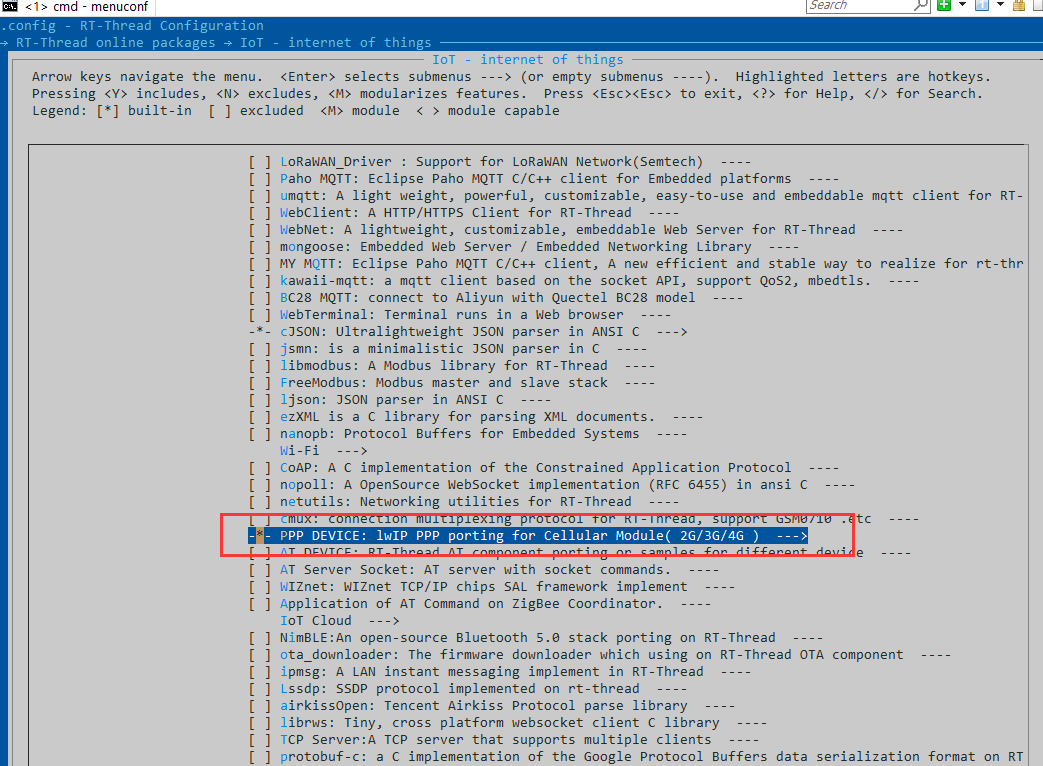 <1> cmd - menuconf
Search
.config - RT-Thread Configuration
→ RT-Thread online packages → IoT - internet of things
IoT - internet of things
Arrow keys navigate the menu. <Enter> selects submenus ---> (or empty submenus ----). Highlighted letters are hotkeys.
Pressing <Y> includes, <N> excludes, <M> modularizes features. Press <Esc><Esc> to exit, <?> for Help, </> for Search.
Legend: [*] built-in [ ] excluded <M> module < > module capable
[ ] LoRaWAN_Driver : Support for LoRaWAN Network(Semtech) ----
[ ] Paho MQTT: Eclipse Paho MQTT C/C++ client for Embedded platforms ----
[ ] umqtt: A light weight, powerful, customizable, easy-to-use and embeddable mqtt client for RT-
[ ] WebClient: A HTTP/HTTPS Client for RT-Thread ----
[ ] WebNet: A lightweight, customizable, embeddable Web Server for RT-Thread ----
[ ] mongoose: Embedded Web Server / Embedded Networking Library ----
[ ] MY MQTT: Eclipse Paho MQTT C/C++ client, A new efficient and stable way to realize for rt-thr
[ ] kawaii-mqtt: a mqtt client based on the socket API, support QoS2, mbedtls. ----
[ ] BC28 MQTT: connect to Aliyun with Quectel BC28 model ----
[ ] WebTerminal: Terminal runs in a Web browser ----
-*- cJSON: Ultralightweight JSON parser in ANSI C --->
[ ] jsmn: is a minimalistic JSON parser in C ----
[ ] libmodbus: A Modbus library for RT-Thread ----
[ ] FreeModbus: Modbus master and slave stack ----
[ ] ljson: JSON parser in ANSI C ----
[ ] ezXML is a C library for parsing XML documents. ----
[ ] nanopb: Protocol Buffers for Embedded Systems ----
Wi-Fi --->
[ ] CoAP: A C implementation of the Constrained Application Protocol ----
[ ] nopoll: A OpenSource WebSocket implementation (RFC 6455) in ansi C ----
[ ] netutils: Networking utilities for RT-Thread ----
[ ] cmux: connection multiplexing protocol for RT-Thread, support GSM0710 .etc ----
-*- PPP DEVICE: lwIP PPP porting for Cellular Module( 2G/3G/4G ) --->
[ ] AT DEVICE: RT-Thread AT component porting or samples for different device ----
[ ] AT Server Socket: AT server with socket commands. ----
[ ] WIZnet: WIZnet TCP/IP chips SAL framework implement ----
[ ] Application of AT Command on ZigBee Coordinator. ----
IoT Cloud --->
[ ] NimBLE:An open-source Bluetooth 5.0 stack porting on RT-Thread ----
[ ] ota_downloader: The firmware downloader which using on RT-Thread OTA component ----
[ ] ipmsg: A LAN instant messaging implement in RT-Thread ----
[ ] Lssdp: SSDP protocol implemented on rt-thread ----
[ ] airkissOpen: Tencent Airkiss Protocol parse library ----
[ ] librws: Tiny, cross platform websocket client C library ----
[ ] TCP Server:A TCP server that supports multiple clients ----
[ ] protobuf-c: a C implementation of the Google Protocol Buffers data serialization format on RT